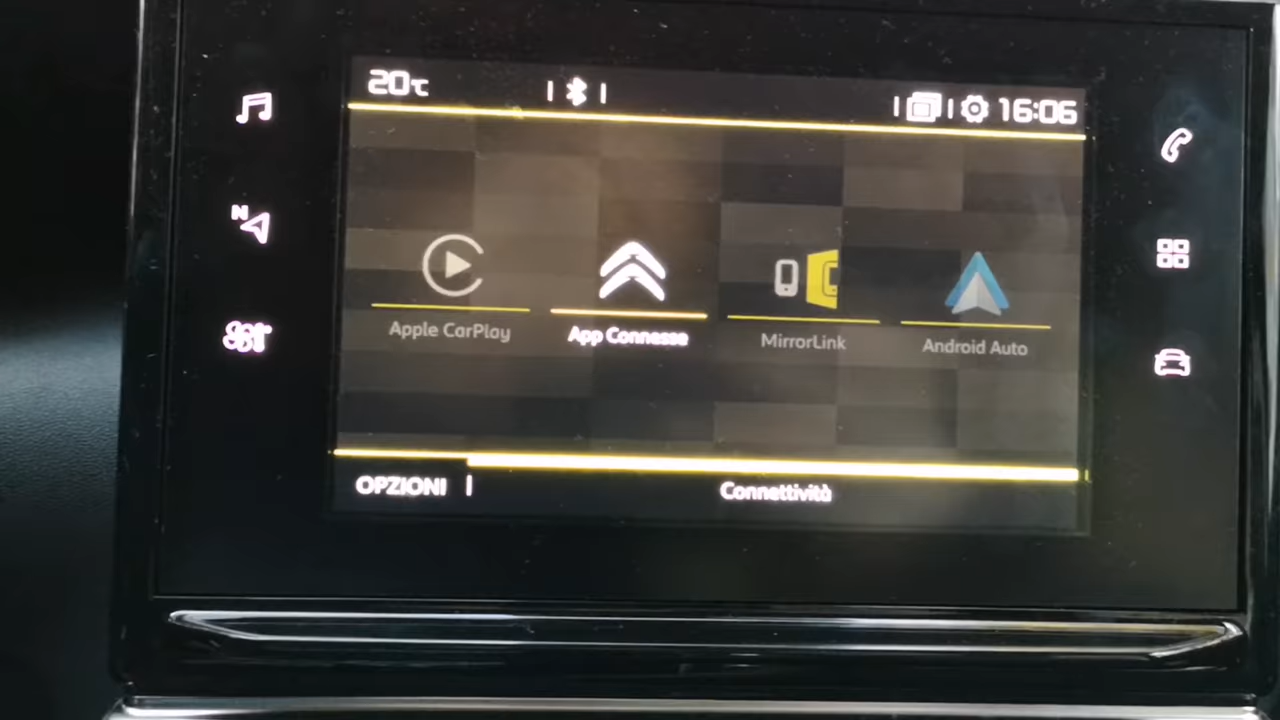 20°C
16:06
N
Apple CarPlay
App Connesse
MirrorLink
Android Auto
OPZIONI
Connettività